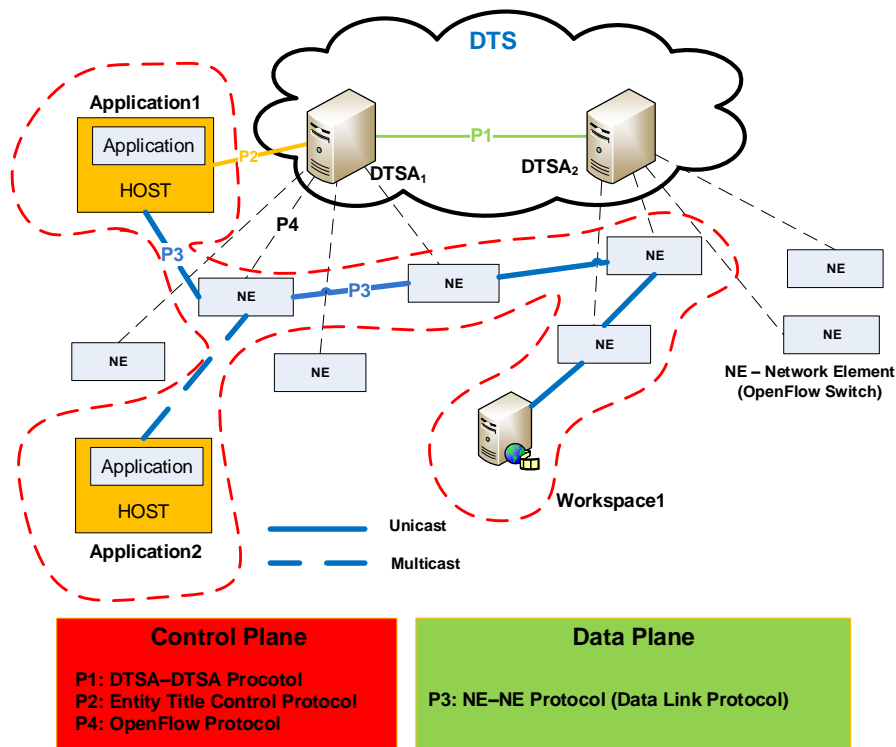 DTS
Application1
Application
HOST
P2
P1
DTSA1
DTSA2
P4
P3
NE
P3
NE
NE
NE
NE
NE
NE
NE
NE – Network Element
(OpenFlow Switch)
Application
HOST
Application2
Workspace1
Unicast
Multicast
Control Plane
P1: DTSA–DTSA Procotol
P2: Entity Title Control Protocol
P4: OpenFlow Protocol
Data Plane
P3: NE–NE Protocol (Data Link Protocol)